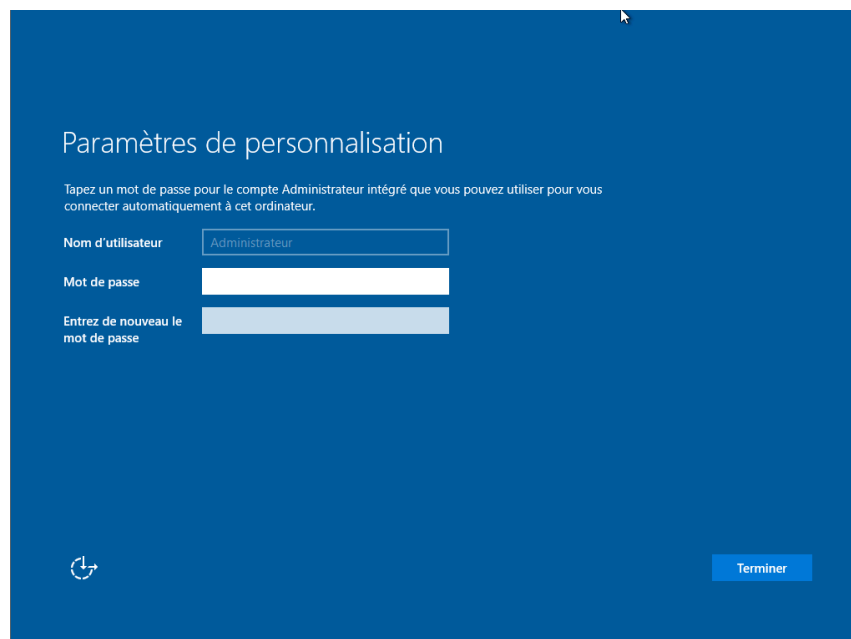 Paramètres de personnalisation
Tapez un mot de passe pour le compte Administrateur intégré que vous pouvez utiliser pour vous
connecter automatiquement à cet ordinateur.
Nom d'utilisateur
Administrateur
Mot de passe
Entrez de nouveau le
mot de passe
Terminer